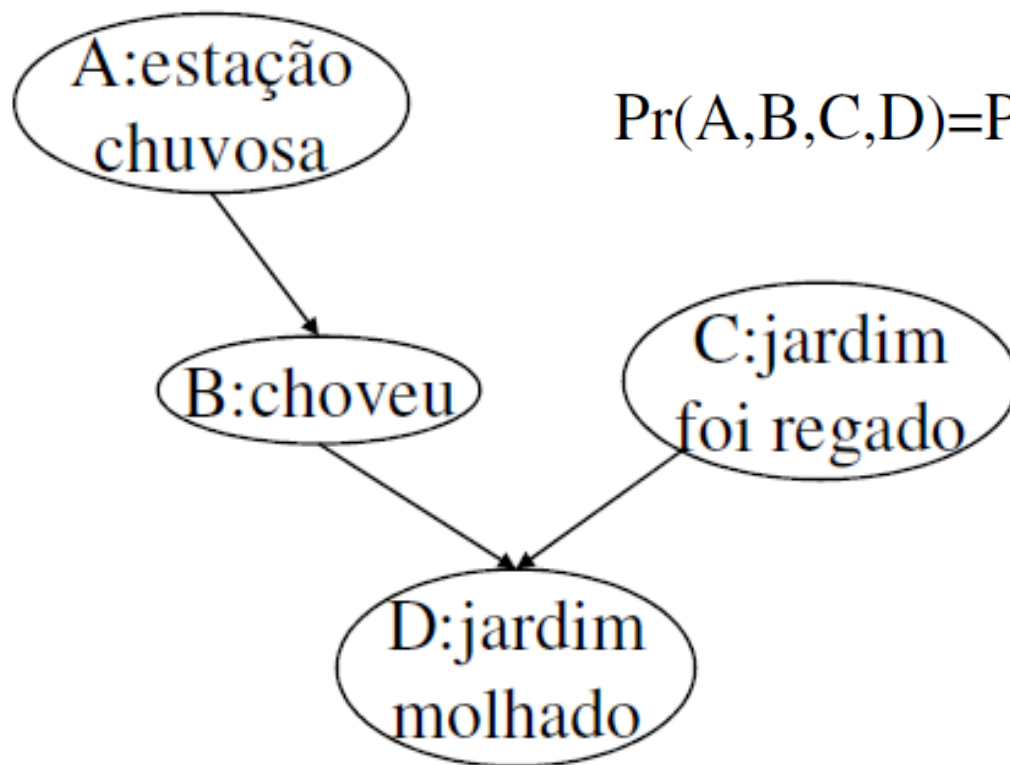 A:estação
chuvosa
Pr(A,B,C,D)=P
B:choveu
C:jardim
foi regado
D:jardim
molhado